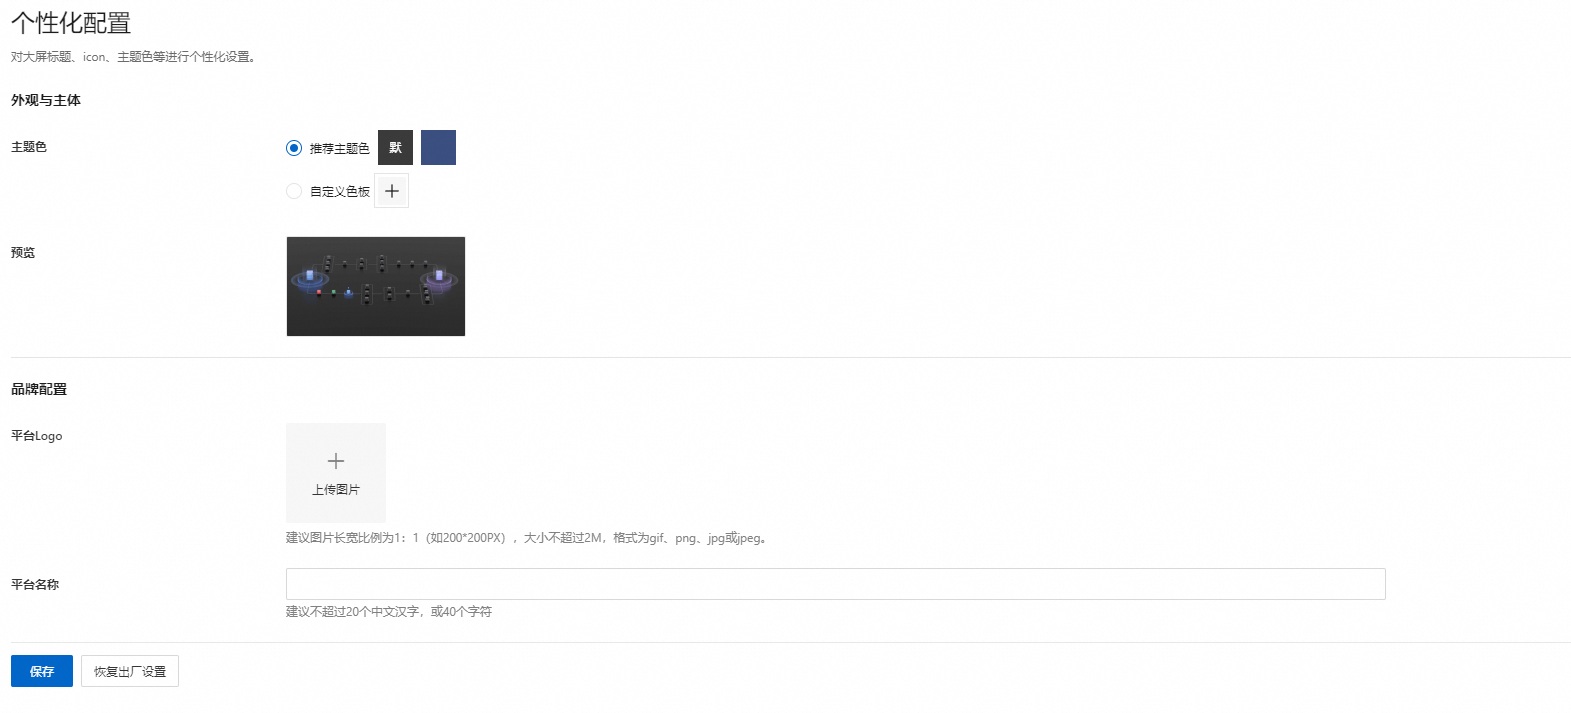 个性化配置
对大屏标题、icon、主题色等进行个性化设置。
外观与主体
主题色
推荐主题色 默
自定义色板
预览
品牌配置
平台Logo
上传图片
建议图片长宽比例为1：1（如200*200PX），大小不超过2M，格式为gif、png、jpg或jpeg。
平台名称
建议不超过20个中文汉字，或40个字符
保存 恢复出厂设置